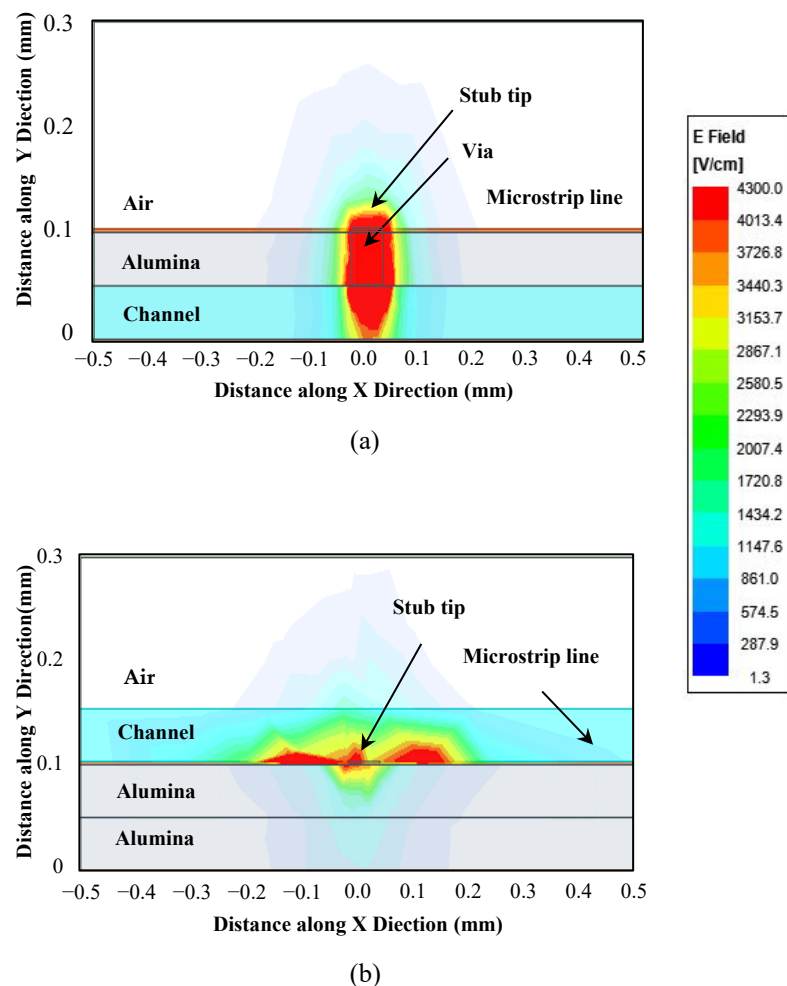 0.3
Distance along Y Diection (mm)
0.2
0.1
0
Stub tip
Via
Microstrip line
Air
Alumina
Channel
−0.5 −0.4 −0.3 −0.2 −0.1 0.0 0.1 0.2 0.3 0.4 0.5
Distance along X Direction (mm)
(a)
E Field
[V/cm]
4300.0
4013.4
3726.8
3440.3
3153.7
2867.1
2580.5
2293.9
2007.4
1720.8
1434.2
1147.6
861.0
574.5
287.9
1.3
0.3
Distance along Y Direction(mm)
0.2
0.1
0
Stub tip
Microstrip line
Air
Channel
Alumina
Alumina
−0.5 −0.4 −0.3 −0.2 −0.1 0.0 0.1 0.2 0.3 0.4 0.5
Distance along X Diection (mm)
(b)